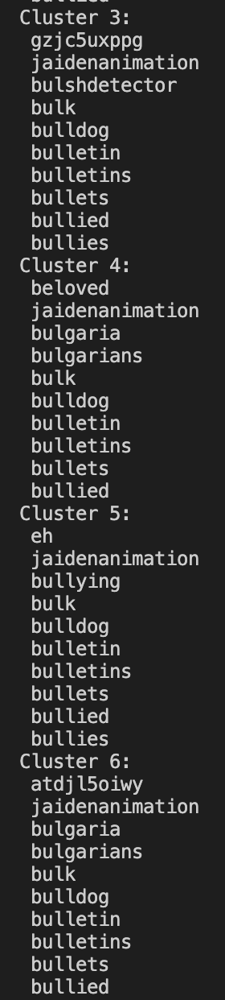 bullied
Cluster 3:
gzjc5uxppg
jaidenanimation
bulshdetector
bulk
bulldog
bulletin
bulletins
bullets
bullied
bullies
Cluster 4:
beloved
jaidenanimation
bulgaria
bulgarians
bulk
bulldog
bulletin
bulletins
bullets
bullied
Cluster 5:
eh
jaidenanimation
bullying
bulk
bulldog
bulletin
bulletins
bullets
bullied
bullies
Cluster 6:
atdjl5oiwy
jaidenanimation
bulgaria
bulgarians
bulk
bulldog
bulletin
bulletins
bullets
bullied